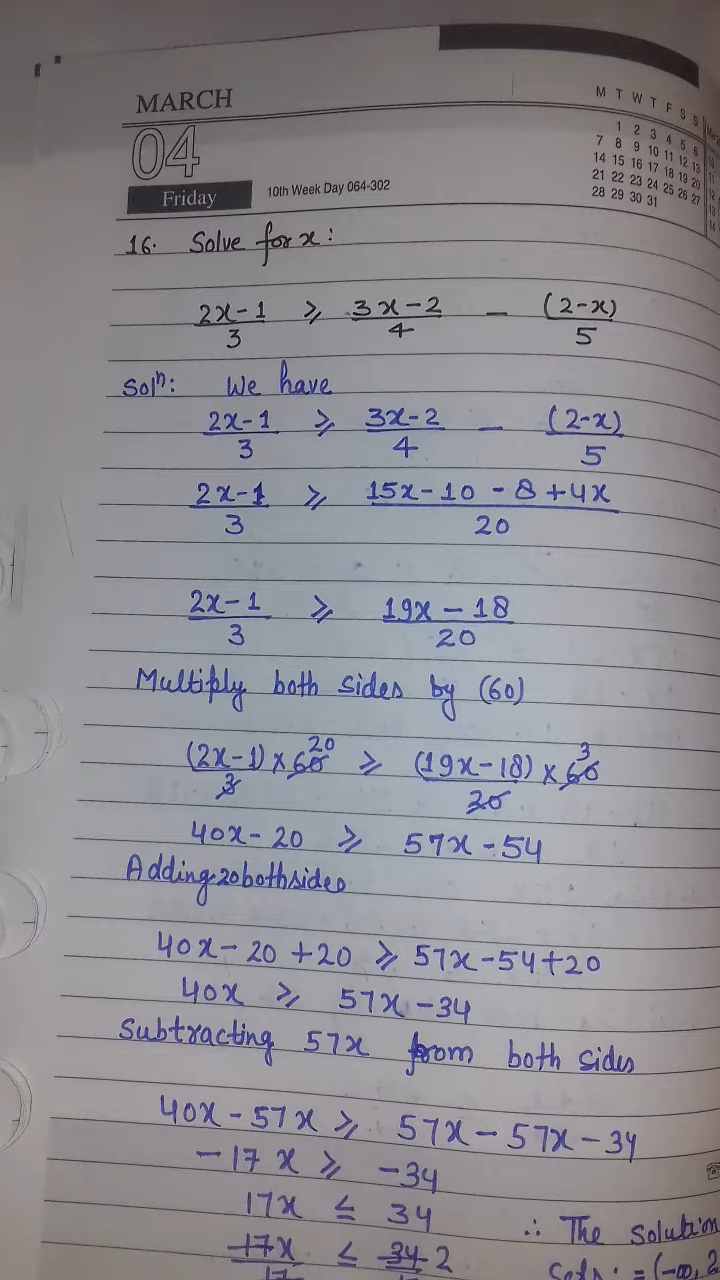 MARCH
04
Friday
10th Week Day 064-302
M T W T F S S
1 2 3 4 5 6
7 8 9 10 11 12 13
14 15 16 17 18 19 20
21 22 23 24 25 26 27
28 29 30 31
16. Solve for x :
(2x-1)/3 ⩾ (3x-2)/4 - (2-x)/5
Solⁿ: We have
(2x-1)/3 ⩾ (3x-2)/4 - (2-x)/5
(2x-1)/3 ⩾ (15x-10-8+4x)/20
(2x-1)/3 ⩾ (19x-18)/20
Multiply both sides by (60)
(2x-1)/3 × 60 20 ⩾ (19x-18)/20 × 60 3
40x-20 ⩾ 57x-54
Adding 20 both sides
40x-20+20 ⩾ 57x-54+20
40x ⩾ 57x-34
Subtracting 57x from both sides
40x-57x ⩾ 57x-57x-34
-17x ⩾ -34
17x ≤ 34
17x/17 ≤ 34 2
∴ The solution
(-∞, 2